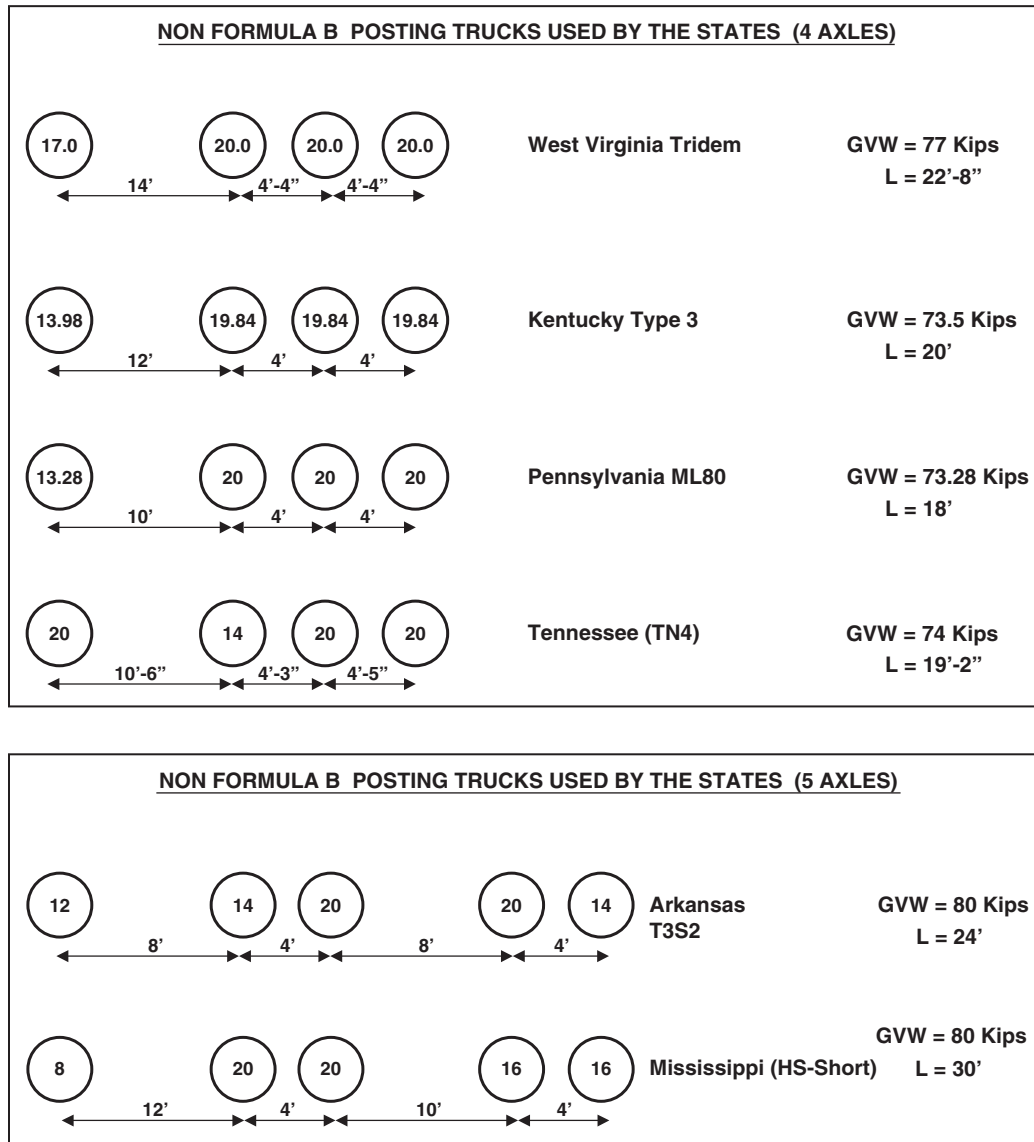 NON FORMULA B POSTING TRUCKS USED BY THE STATES (4 AXLES)
17.0 20.0 20.0 20.0 West Virginia Tridem GVW = 77 Kips
14’ 4’-4” 4’-4” L = 22’-8”
13.98 19.84 19.84 19.84 Kentucky Type 3 GVW = 73.5 Kips
12’ 4’ 4’ L = 20’
13.28 20 20 20 Pennsylvania ML80 GVW = 73.28 Kips
10’ 4’ 4’ L = 18’
20 14 20 20 Tennessee (TN4) GVW = 74 Kips
10’-6” 4’-3” 4’-5” L = 19’-2”
NON FORMULA B POSTING TRUCKS USED BY THE STATES (5 AXLES)
12 14 20 20 14 Arkansas GVW = 80 Kips
T3S2
8’ 4’ 8’ 4’ L = 24’
GVW = 80 Kips
8 20 20 16 16 Mississippi (HS-Short) L = 30’
12’ 4’ 10’ 4’